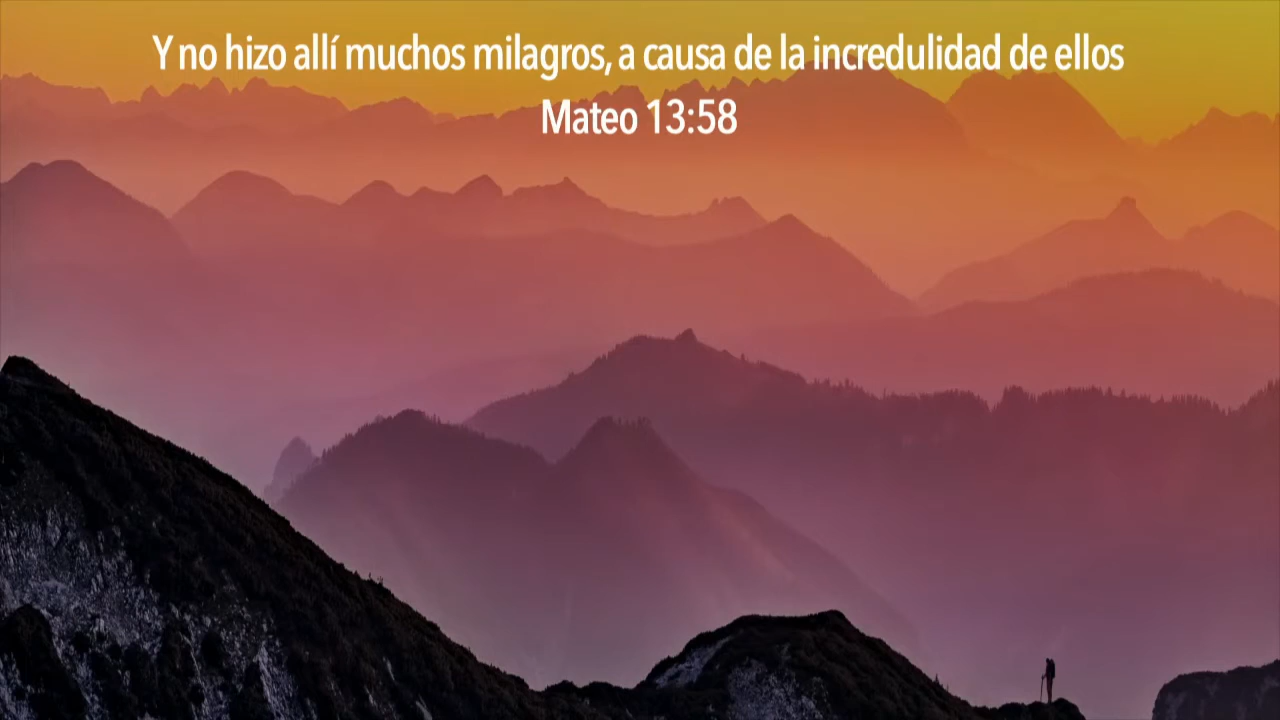 Y no hizo allí muchos milagros, a causa de la incredulidad de ellos
Mateo 13:58